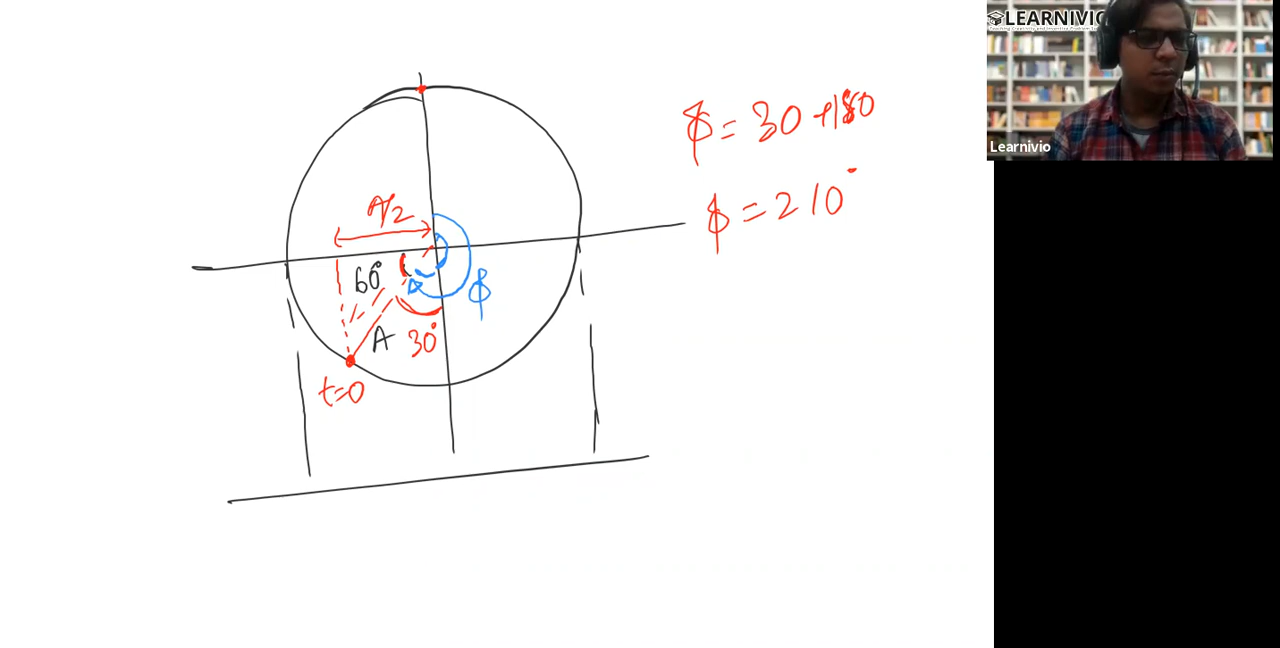 LEARNIVIO
Learnivio
ϕ = 30 + 180
ϕ = 210°
A/2
60°
ϕ
A
30°
t=0